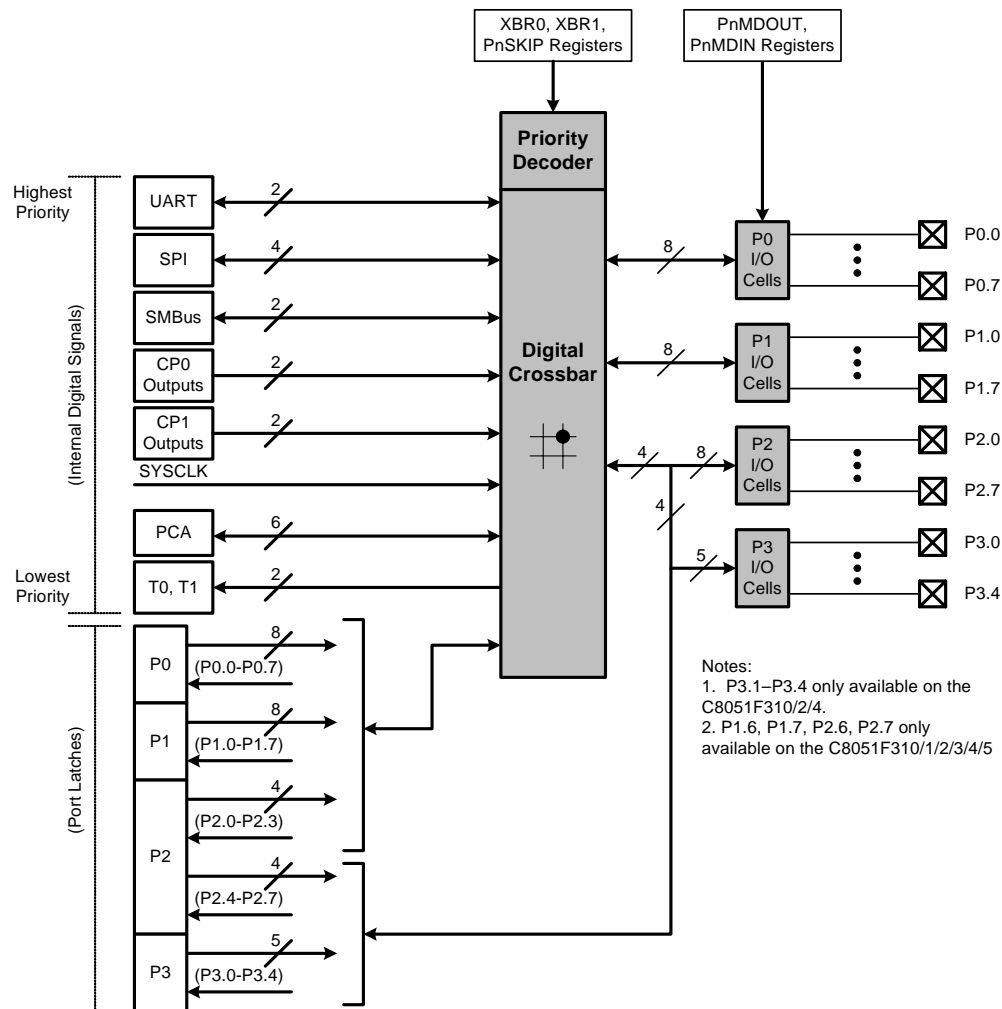 XBR0, XBR1,
PnSKIP Registers
PnMDOUT,
PnMDIN Registers
Priority
Decoder
Highest
Priority
UART
2
SPI
4
SMBus
2
CP0
Outputs
2
CP1
Outputs
2
SYSCLK
PCA
6
T0, T1
2
Lowest
Priority
(Internal Digital Signals)
Digital
Crossbar
8
P0
I/O
Cells
P0.0
P0.7
8
P1
I/O
Cells
P1.0
P1.7
4
8
P2
I/O
Cells
P2.0
P2.7
4
5
P3
I/O
Cells
P3.0
P3.4
(Port Latches)
P0
8
(P0.0-P0.7)
P1
8
(P1.0-P1.7)
P2
4
(P2.0-P2.3)
4
(P2.4-P2.7)
P3
5
(P3.0-P3.4)
Notes:
1. P3.1–P3.4 only available on the
C8051F310/2/4.
2. P1.6, P1.7, P2.6, P2.7 only
available on the C8051F310/1/2/3/4/5